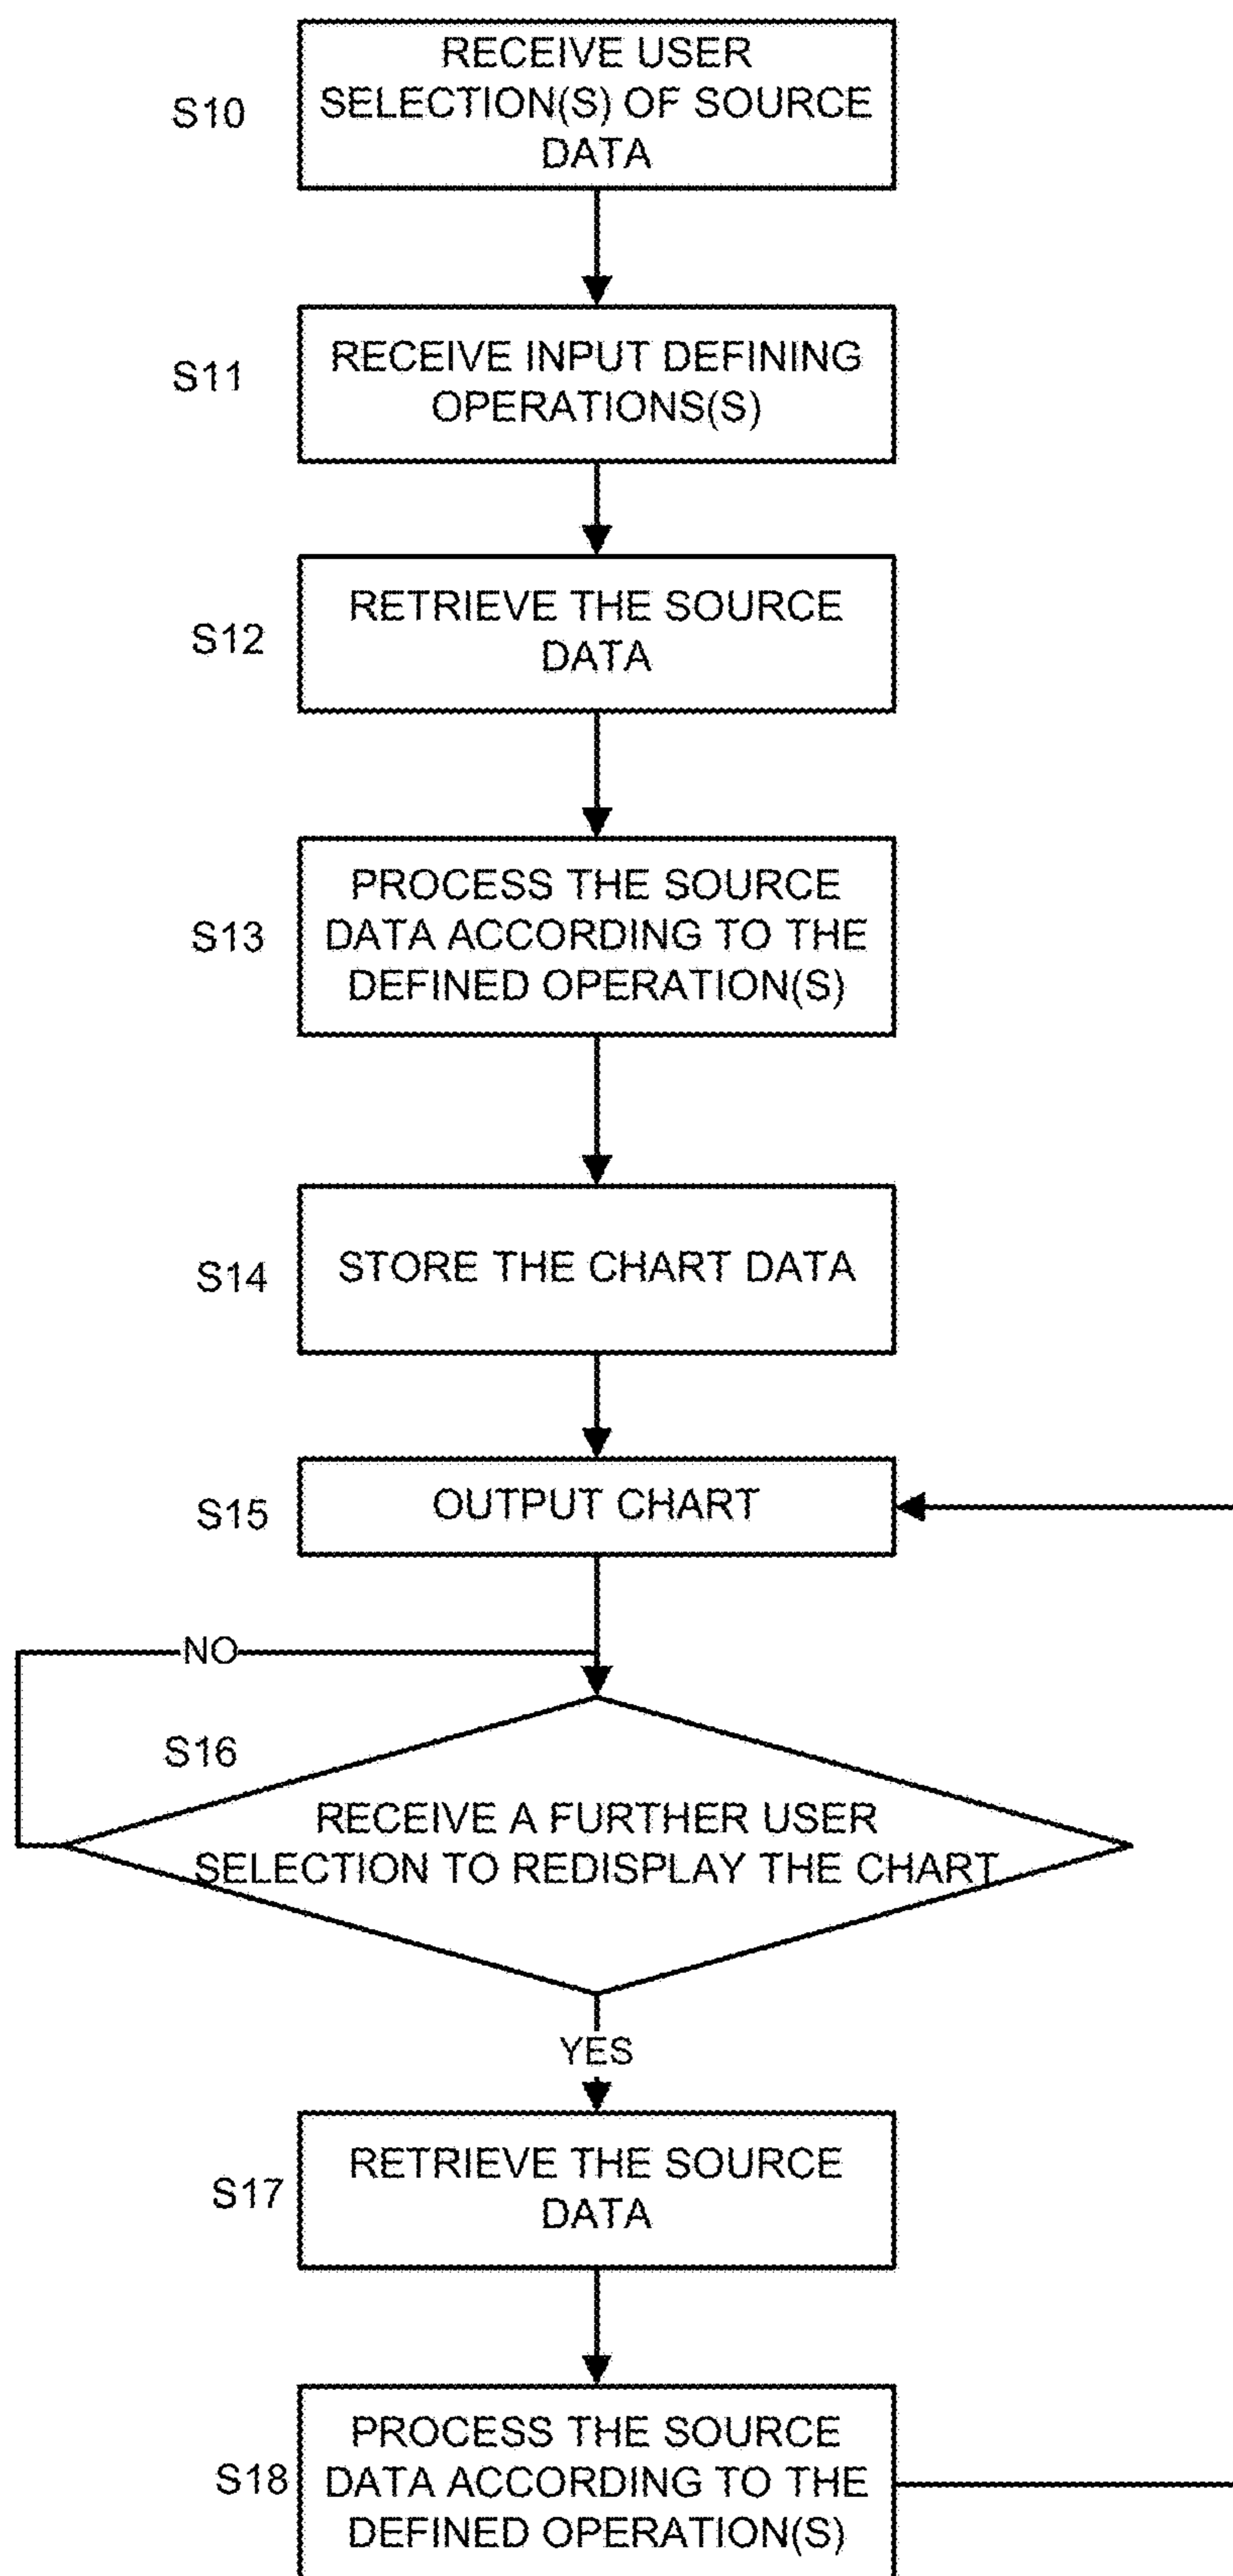 RECEIVE USER
SELECTION(S) OF SOURCE
DATA
S10
RECEIVE INPUT DEFINING
OPERATIONS(S)
S11
RETRIEVE THE SOURCE
DATA
S12
PROCESS THE SOURCE
DATA ACCORDING TO THE
DEFINED OPERATION(S)
S13
STORE THE CHART DATA
S14
OUTPUT CHART
S15
NO
S16
RECEIVE A FURTHER USER
SELECTION TO REDISPLAY THE CHART
YES
RETRIEVE THE SOURCE
DATA
S17
PROCESS THE SOURCE
DATA ACCORDING TO THE
DEFINED OPERATION(S)
S18